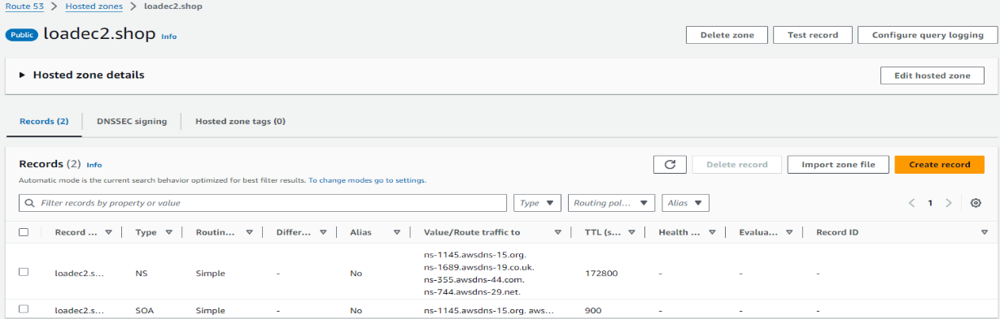 Route 53 > Hosted zones > loadec2.shop
Public loadec2.shop Info
Delete zone Test record Configure query logging
Hosted zone details
Edit hosted zone
Records (2) DNSSEC signing Hosted zone tags (0)
Records (2) Info
Delete record Import zone file Create record
Automatic mode is the current search behavior optimized for best filter results. To change modes go to settings.
Filter records by property or value Type Routing pol... Alias 1
Record ... Type Routin... Differ... Alias Value/Route traffic to TTL (s... Health ... Evalua... Record ID
ns-1145.awsdns-15.org.
ns-1689.awsdns-19.co.uk.
loadec2.s... NS Simple - No 172800 - - -
ns-355.awsdns-44.com.
ns-744.awsdns-29.net.
loadec2.s... SOA Simple - No ns-1145.awsdns-15.org. aws... 900 - - -